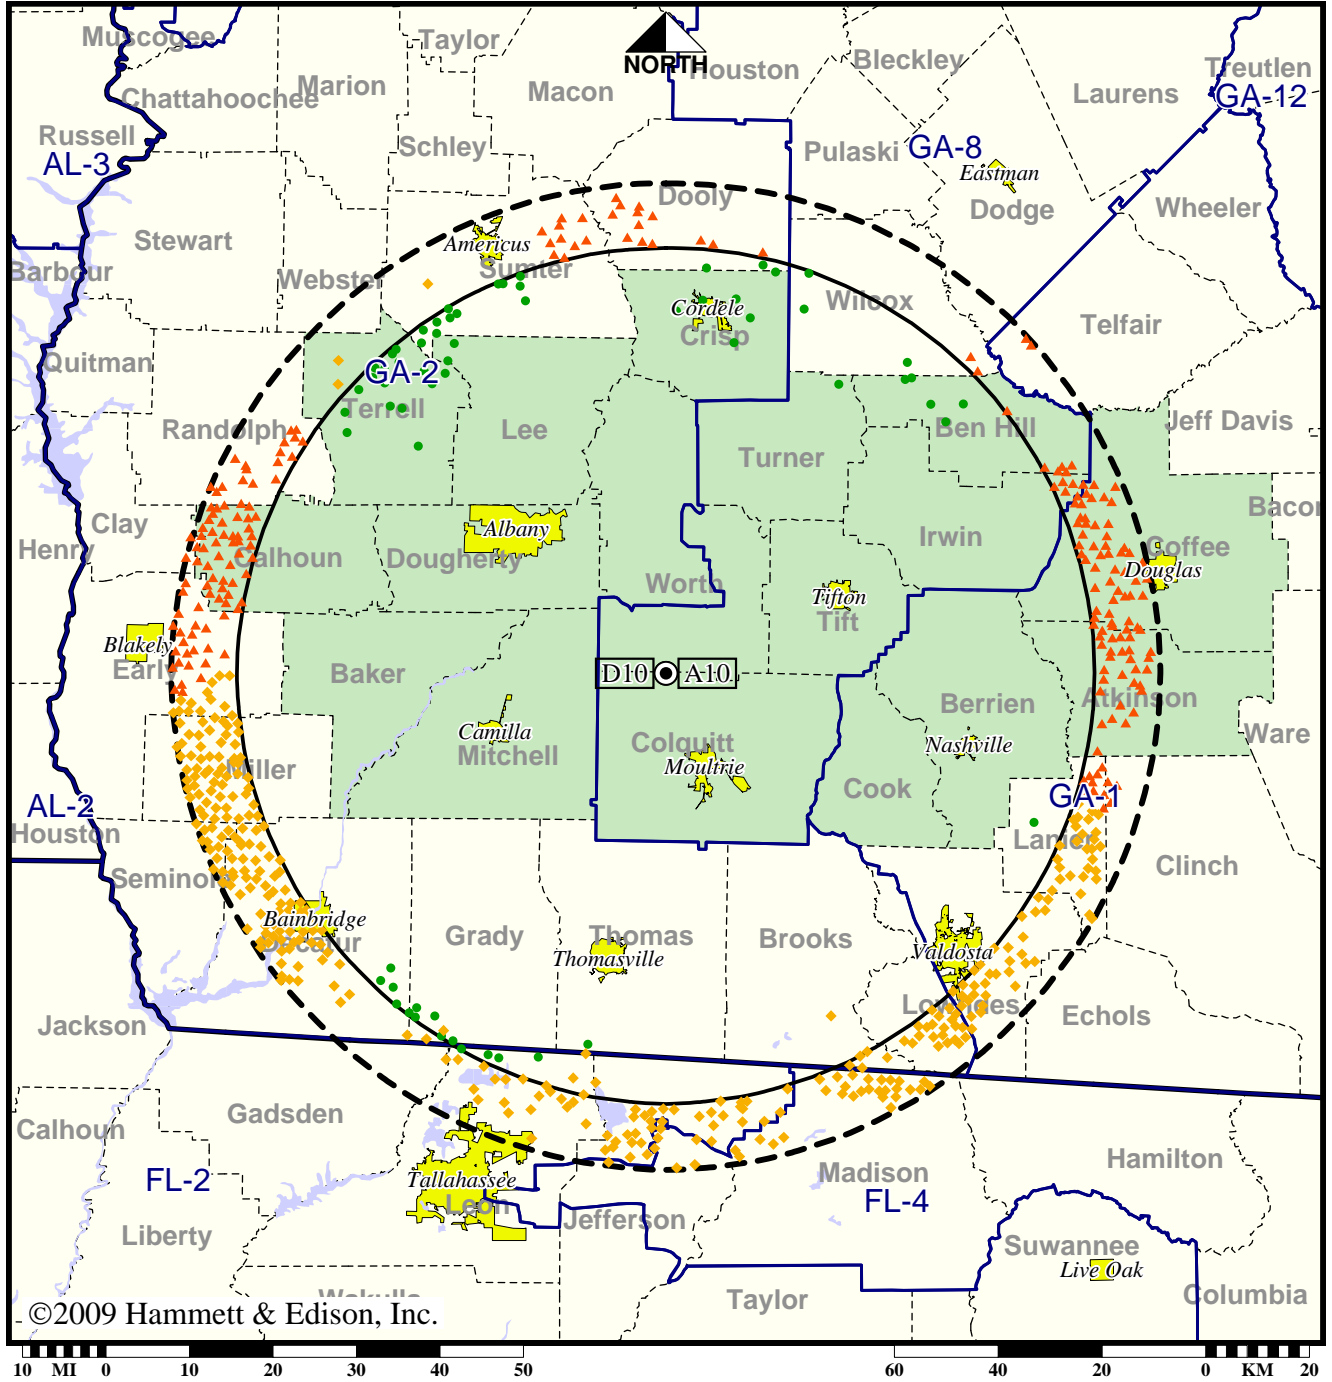 Muscogee
Taylor
NORTH
Houston
Bleckley
Treutlen
Chattahoochee
Marion
Macon
Laurens
GA-12
Russell
AL-3
Schley
Pulaski
GA-8
Eastman
Dooly
Dodge
Wheeler
Stewart
Americus
Sumter
Barbour
Webster
Wilcox
Cordele
Crisp
Telfair
Quitman
GA-2
Terrell
Randolph
Lee
Ben Hill
Jeff Davis
Turner
Clay
Henry
Albany
Bacon
Calhoun
Dougherty
Irwin
Coffee
Douglas
Worth
Tifton
Tift
Blakely
Early
Baker
D10
A10
Berrien
Atkinson
Camilla
Mitchell
Colquitt
Moultrie
Nashville
Ware
Miller
Cook
GA-1
AL-2
Houston
Lanier
Clinch
Seminole
Bainbridge
Decatur
Grady
Thomas
Thomasville
Brooks
Valdosta
Lowndes
Echols
Jackson
Calhoun
Gadsden
FL-2
Tallahassee
Leon
Madison
FL-4
Hamilton
Liberty
Jefferson
Suwannee
Live Oak
Wakulla
Taylor
Columbia
©2009 Hammett & Edison, Inc.
10 MI 0 10 20 30 40 50
60 40 20 0 KM 20